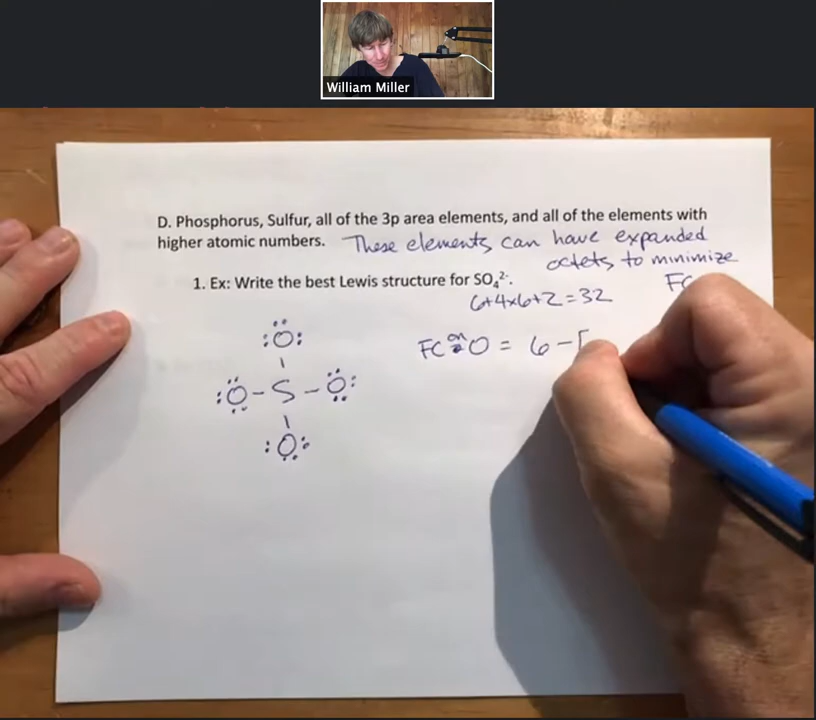 William Miller
D. Phosphorus, Sulfur, all of the 3p area elements, and all of the elements with
higher atomic numbers. These elements can have expanded
octets to minimize
FC
1. Ex: Write the best Lewis structure for SO₄²⁻.
6+4x6+2=32
:Ö:
:Ö-S-Ö:
:O:
FC on O = 6-[